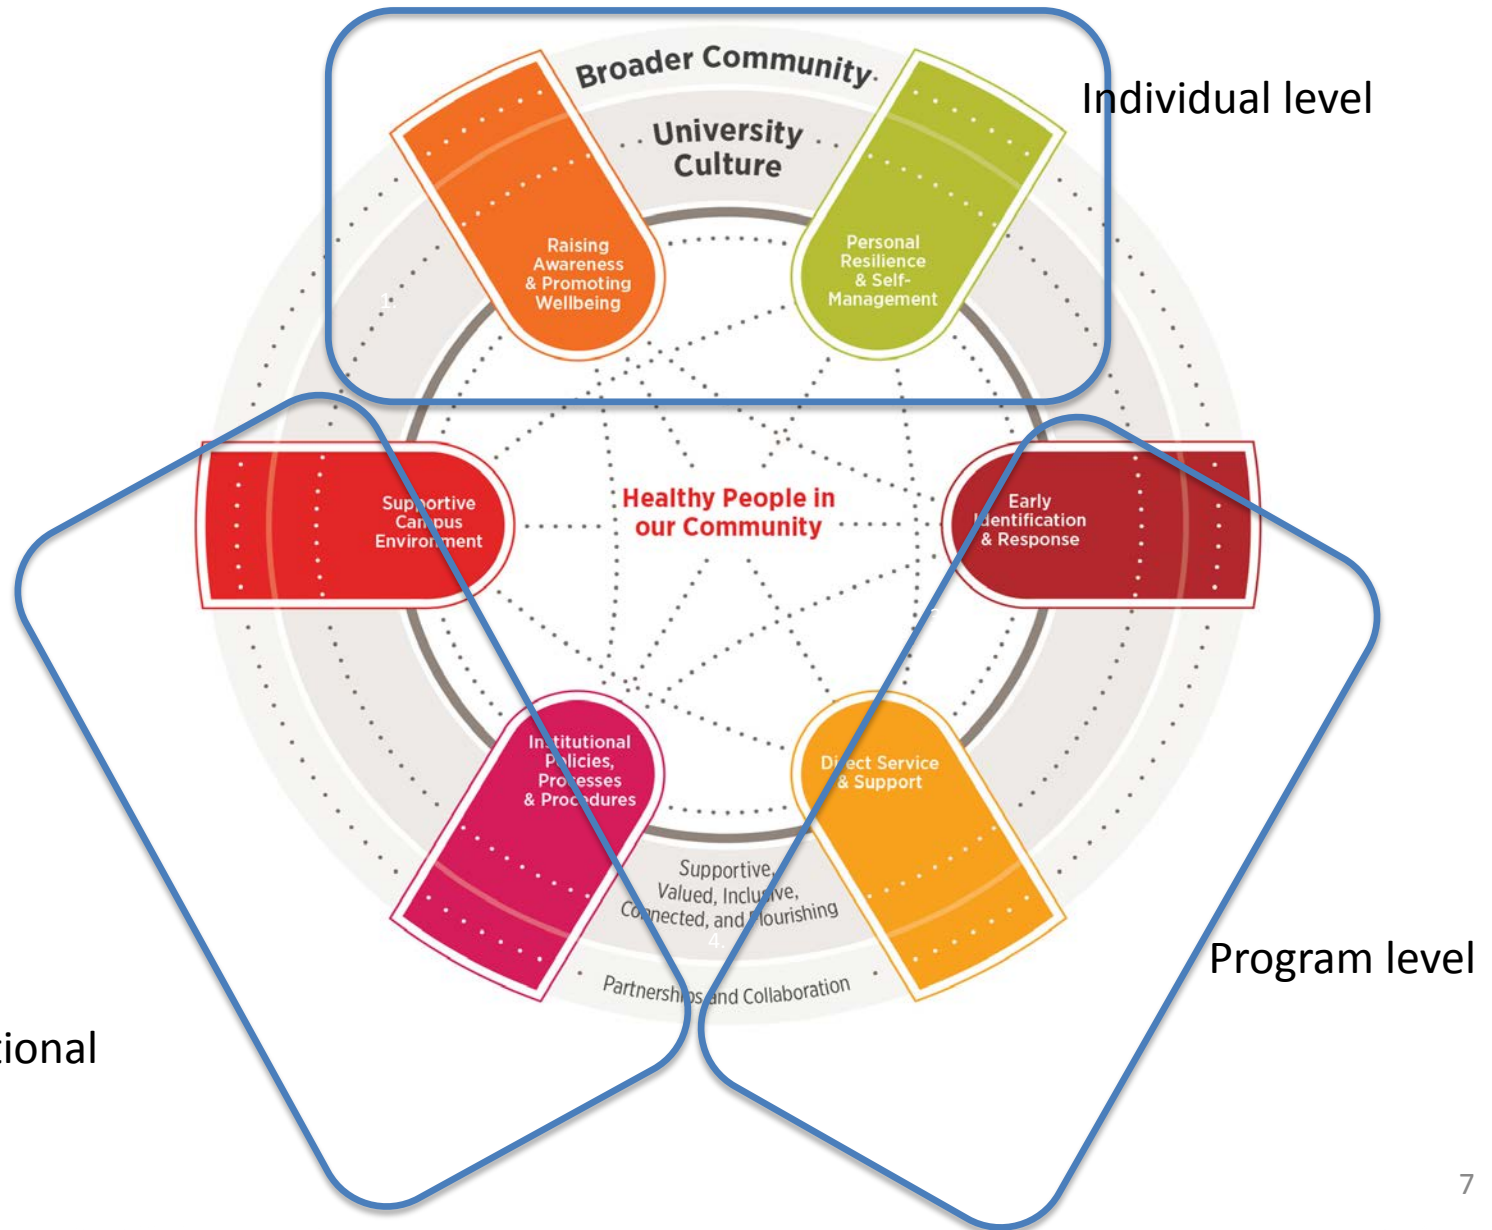 Broader Community
Individual level
University
Culture
Raising
Awareness
& Promoting
Wellbeing
Personal
Resilience
& Self-
Management
1.
Supportive
Campus
Environment
Healthy People in
our Community
Early
Identification
& Response
Institutional
Policies,
Processes
& Procedures
Direct Service
& Support
Supportive,
Valued, Inclusive,
Connected, and Flourishing
4.
Partnerships and Collaboration
Program level
tional
7